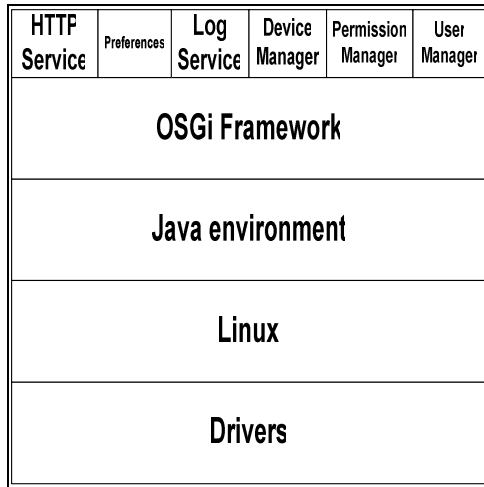 HTTP
Service
Preferences
Log
Service
Device
Manager
Permission
Manager
User
Manager
OSGi Framework
Java environment
Linux
Drivers